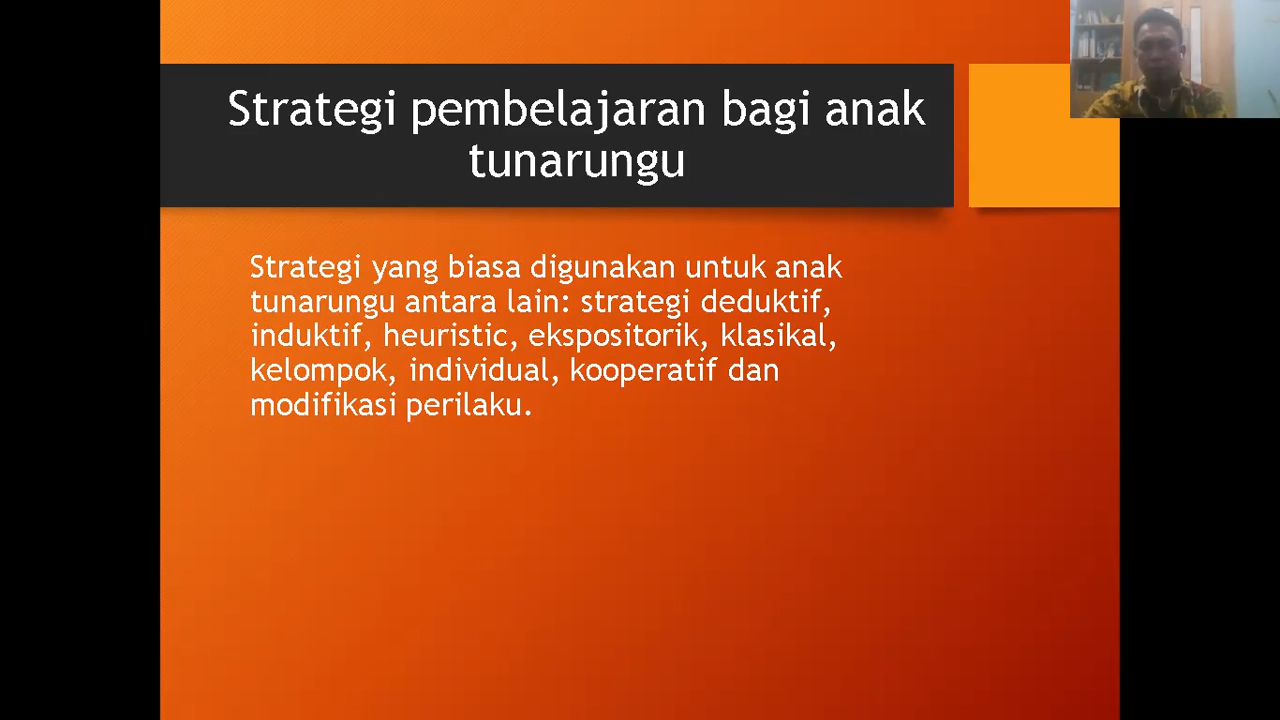 Strategi pembelajaran bagi anak
tunarungu
Strategi yang biasa digunakan untuk anak
tunarungu antara lain: strategi deduktif,
induktif, heuristic, ekspositorik, klasikal,
kelompok, individual, kooperatif dan
modifikasi perilaku.